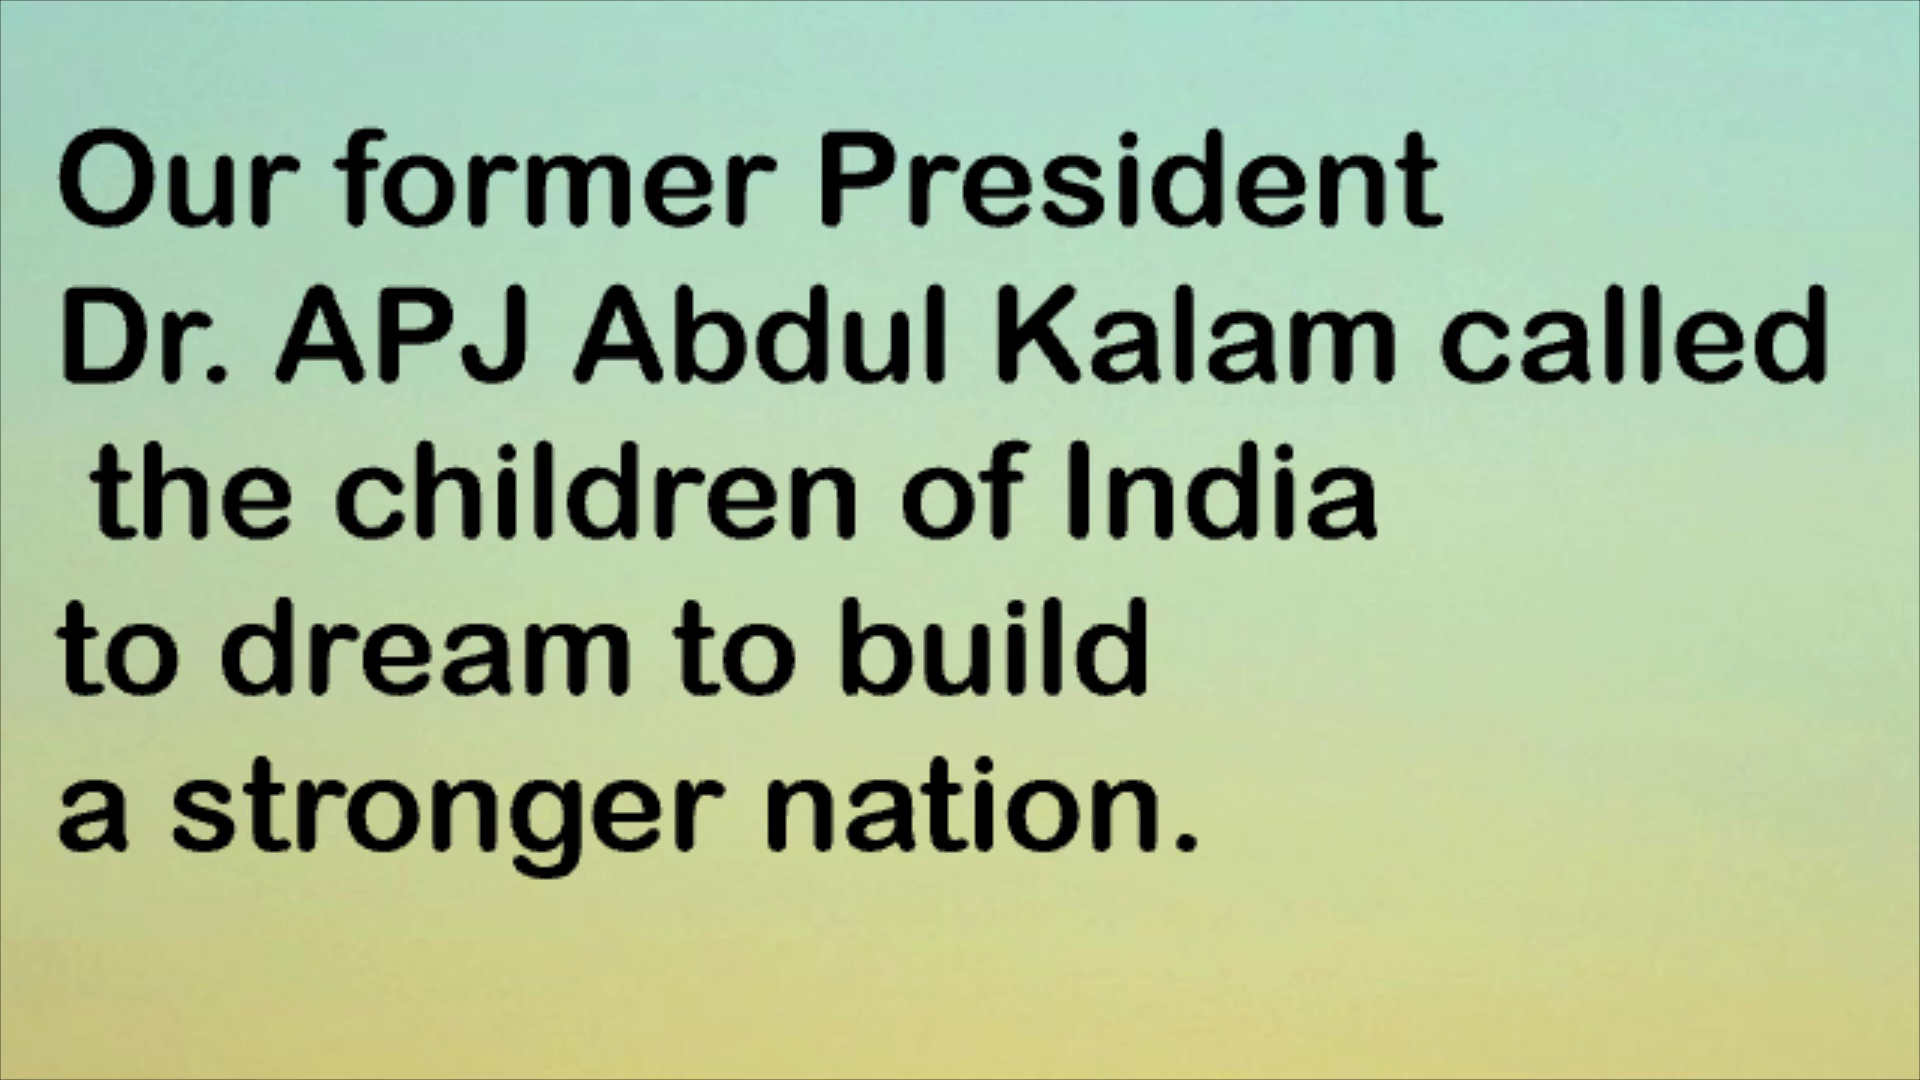 Our former President
Dr. APJ Abdul Kalam called
the children of India
to dream to build
a stronger nation.